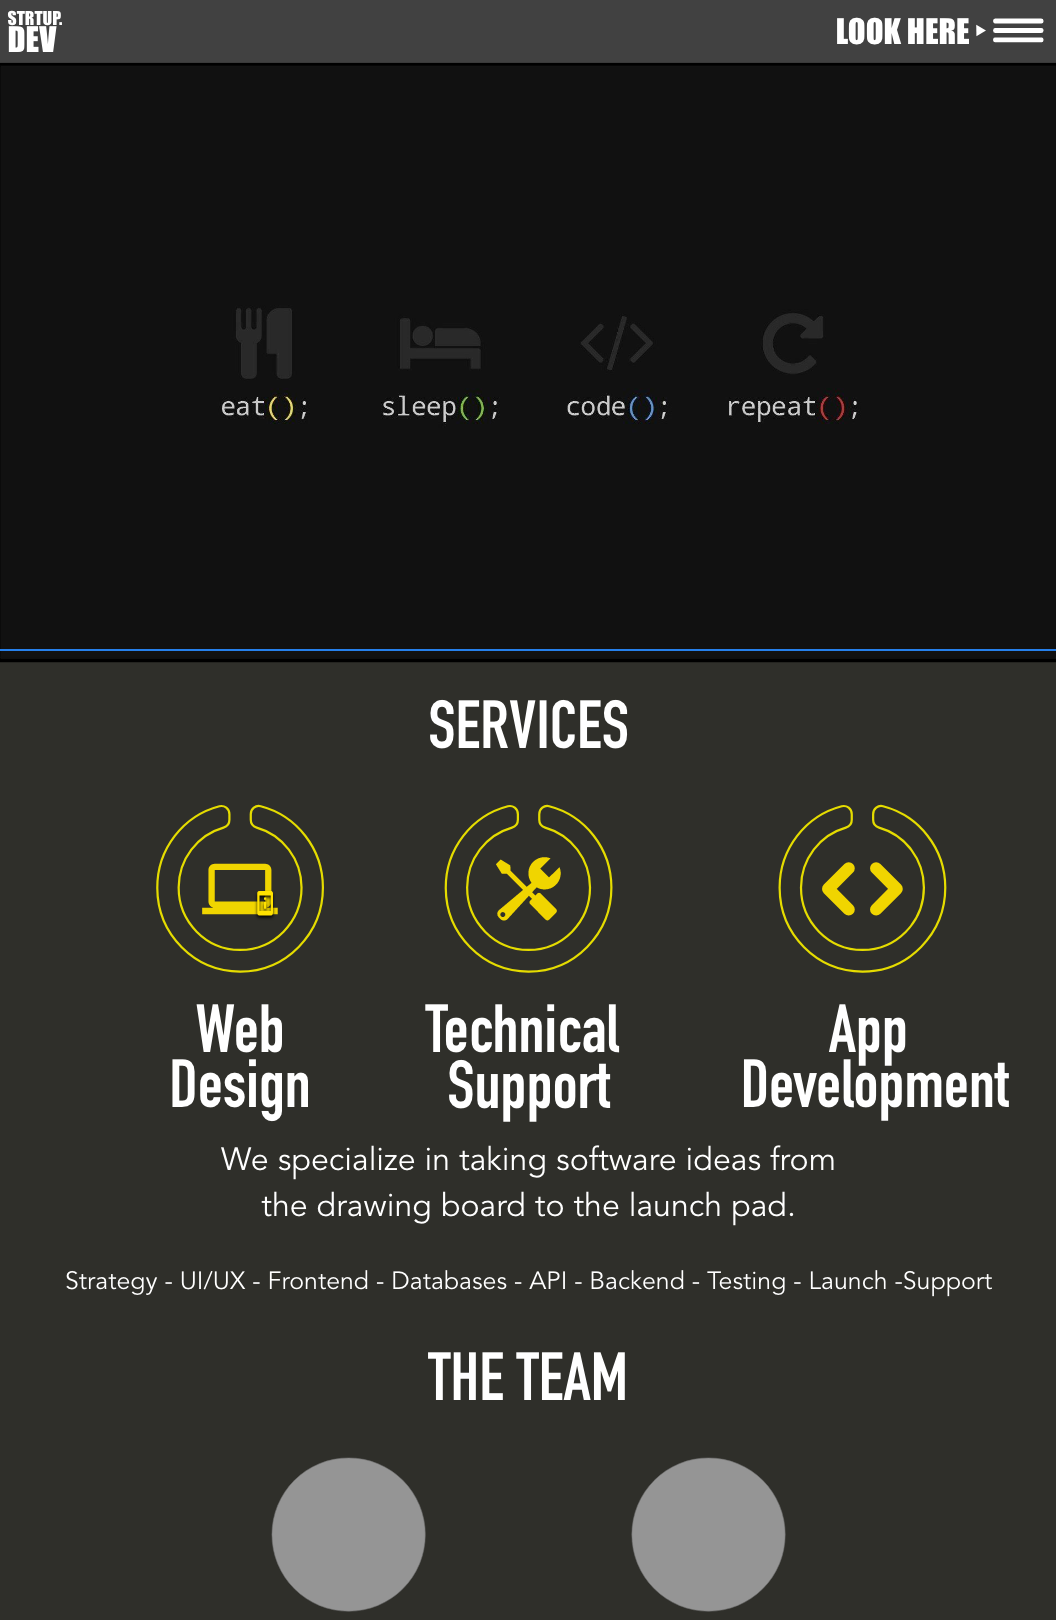 STRTUP.
DEV
LOOK HERE
eat(); sleep(); code(); repeat();
SERVICES
Web
Design
Technical
Support
App
Development
We specialize in taking software ideas from
the drawing board to the launch pad.
Strategy - UI/UX - Frontend - Databases - API - Backend - Testing - Launch -Support
THE TEAM